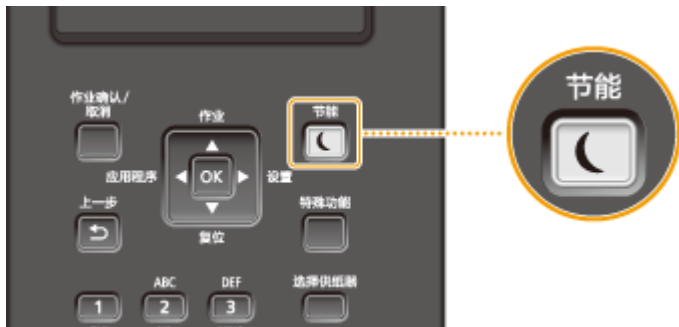 作业确认/
取消
作业
节能
节能
应用程序
OK
设置
上一步
特殊功能
复位
ABC
DEF
选择供纸器
1
2
3